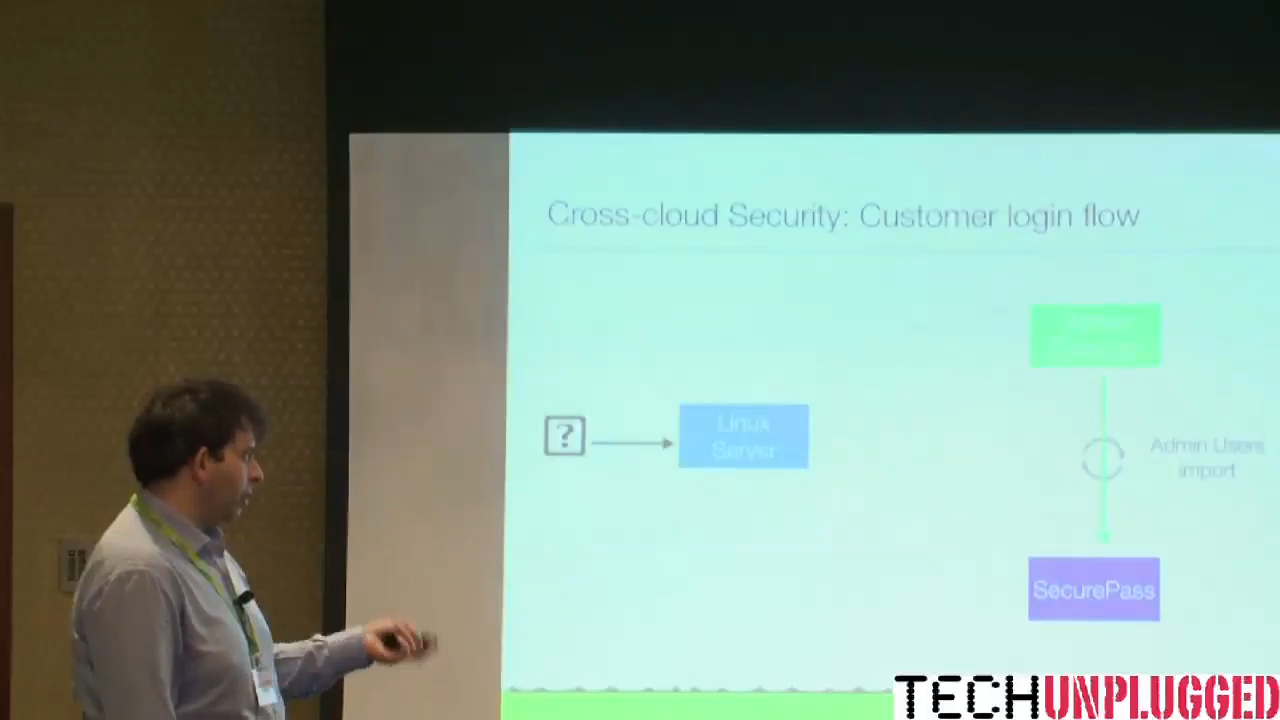 Cross-cloud Security: Customer login flow
?
Linux
Server
Admin Users
import
SecurePass
TECHUNPLUGGED